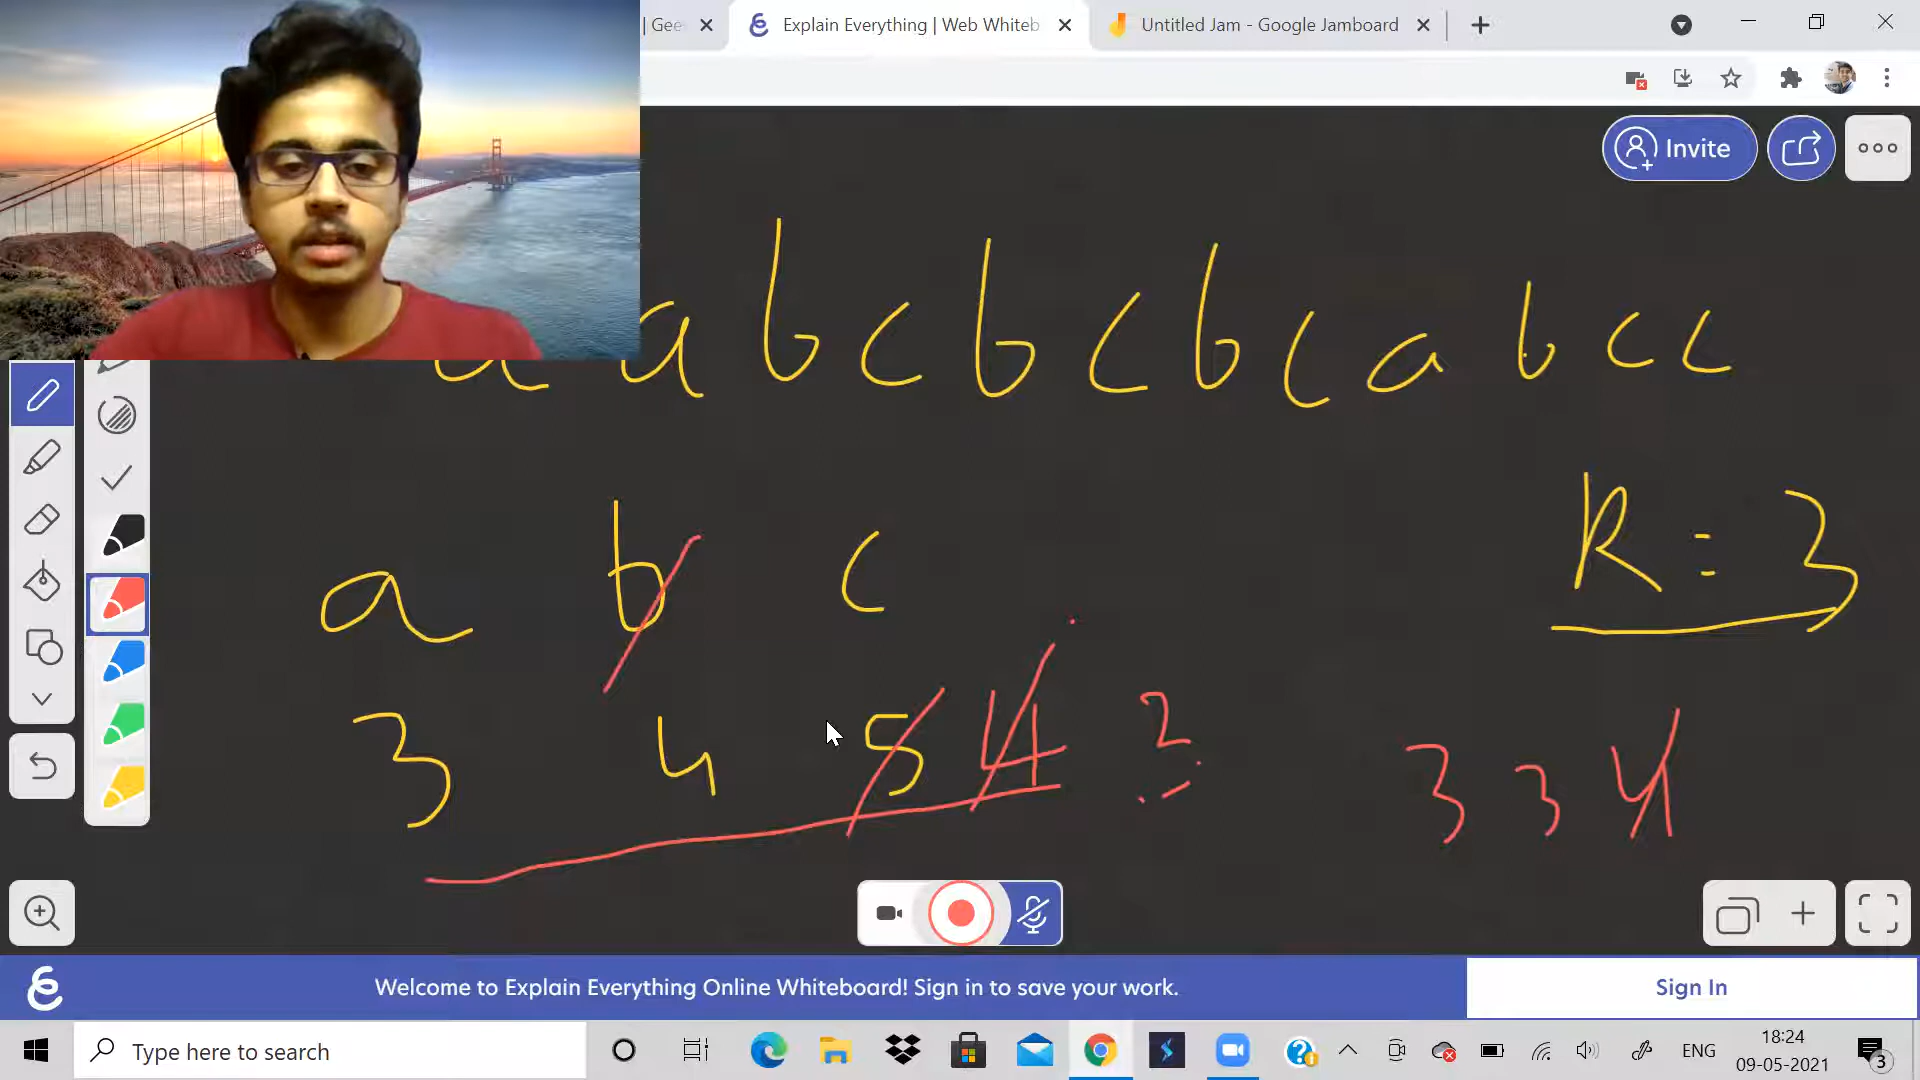 | Gee
Explain Everything | Web Whiteb
Untitled Jam - Google Jamboard
Invite
a a b c b c b c a b c c
a b c
K = 3
3 4 5 4 3
3 3 4
Welcome to Explain Everything Online Whiteboard! Sign in to save your work.
Sign In
Type here to search
ENG
18:24
09-05-2021
3